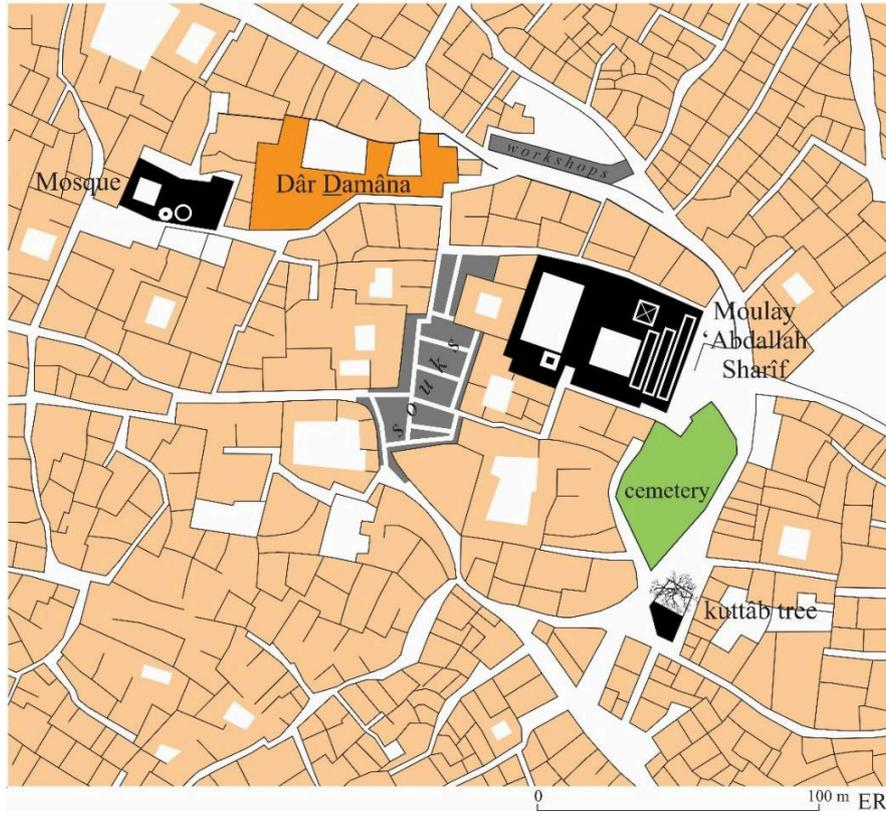 workshops
Mosque
Dâr Damâna
Moulay
‘Abdallah
Sharîf
souks
cemetery
kuttâb tree
0
100 m
ER